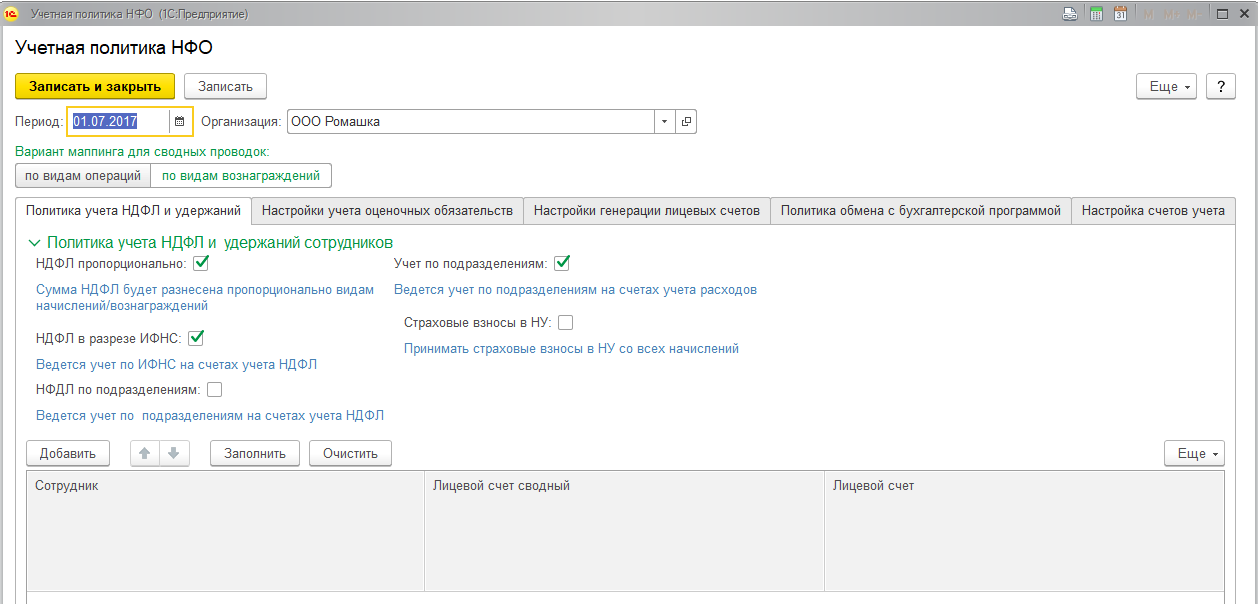 Учетная политика НФО (1С:Предприятие)
31 M M+ M-
Учетная политика НФО
Записать и закрыть Записать Еще ?
Период: 01.07.2017 Организация: ООО Ромашка
Вариант маппинга для сводных проводок:
по видам операций по видам вознаграждений
Политика учета НДФЛ и удержаний Настройки учета оценочных обязательств Настройки генерации лицевых счетов Политика обмена с бухгалтерской программой Настройка счетов учета
Политика учета НДФЛ и удержаний сотрудников
НДФЛ пропорционально: Учет по подразделениям:
Сумма НДФЛ будет разнесена пропорционально видам Ведется учет по подразделениям на счетах учета расходов
начислений/вознаграждений
Страховые взносы в НУ:
НДФЛ в разрезе ИФНС:
Принимать страховые взносы в НУ со всех начислений
Ведется учет по ИФНС на счетах учета НДФЛ
НФДЛ по подразделениям:
Ведется учет по подразделениям на счетах учета НДФЛ
Добавить Заполнить Очистить Еще
Сотрудник Лицевой счет сводный Лицевой счет